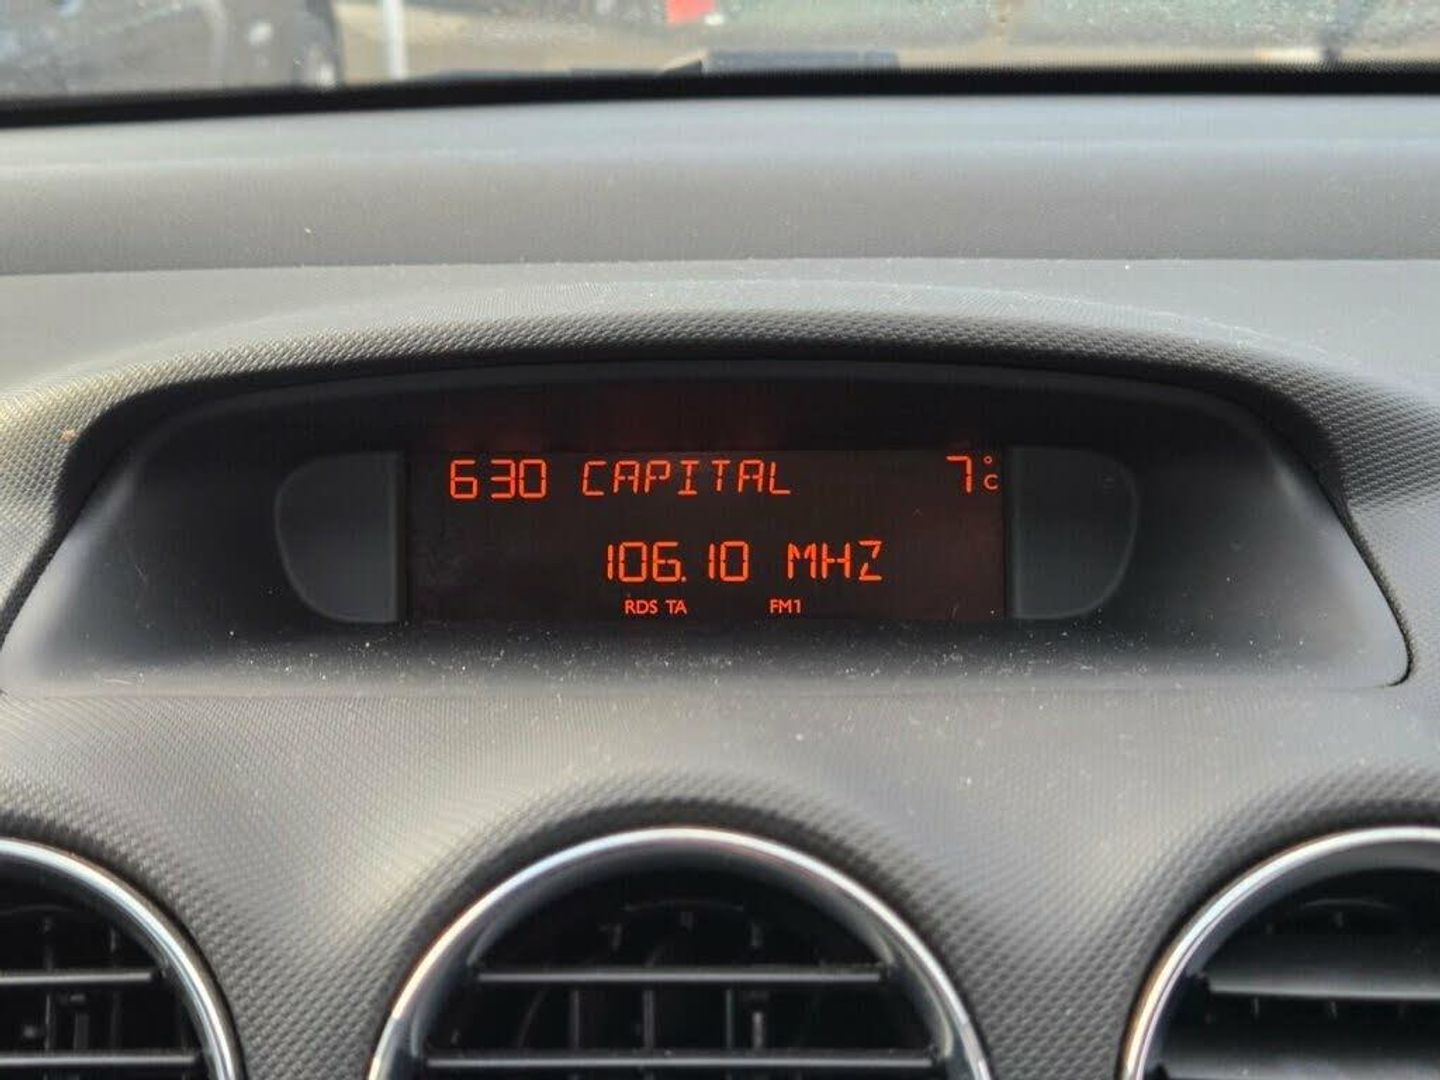 630 CAPITAL 7°C
106.10 MHZ
RDS TA FM1